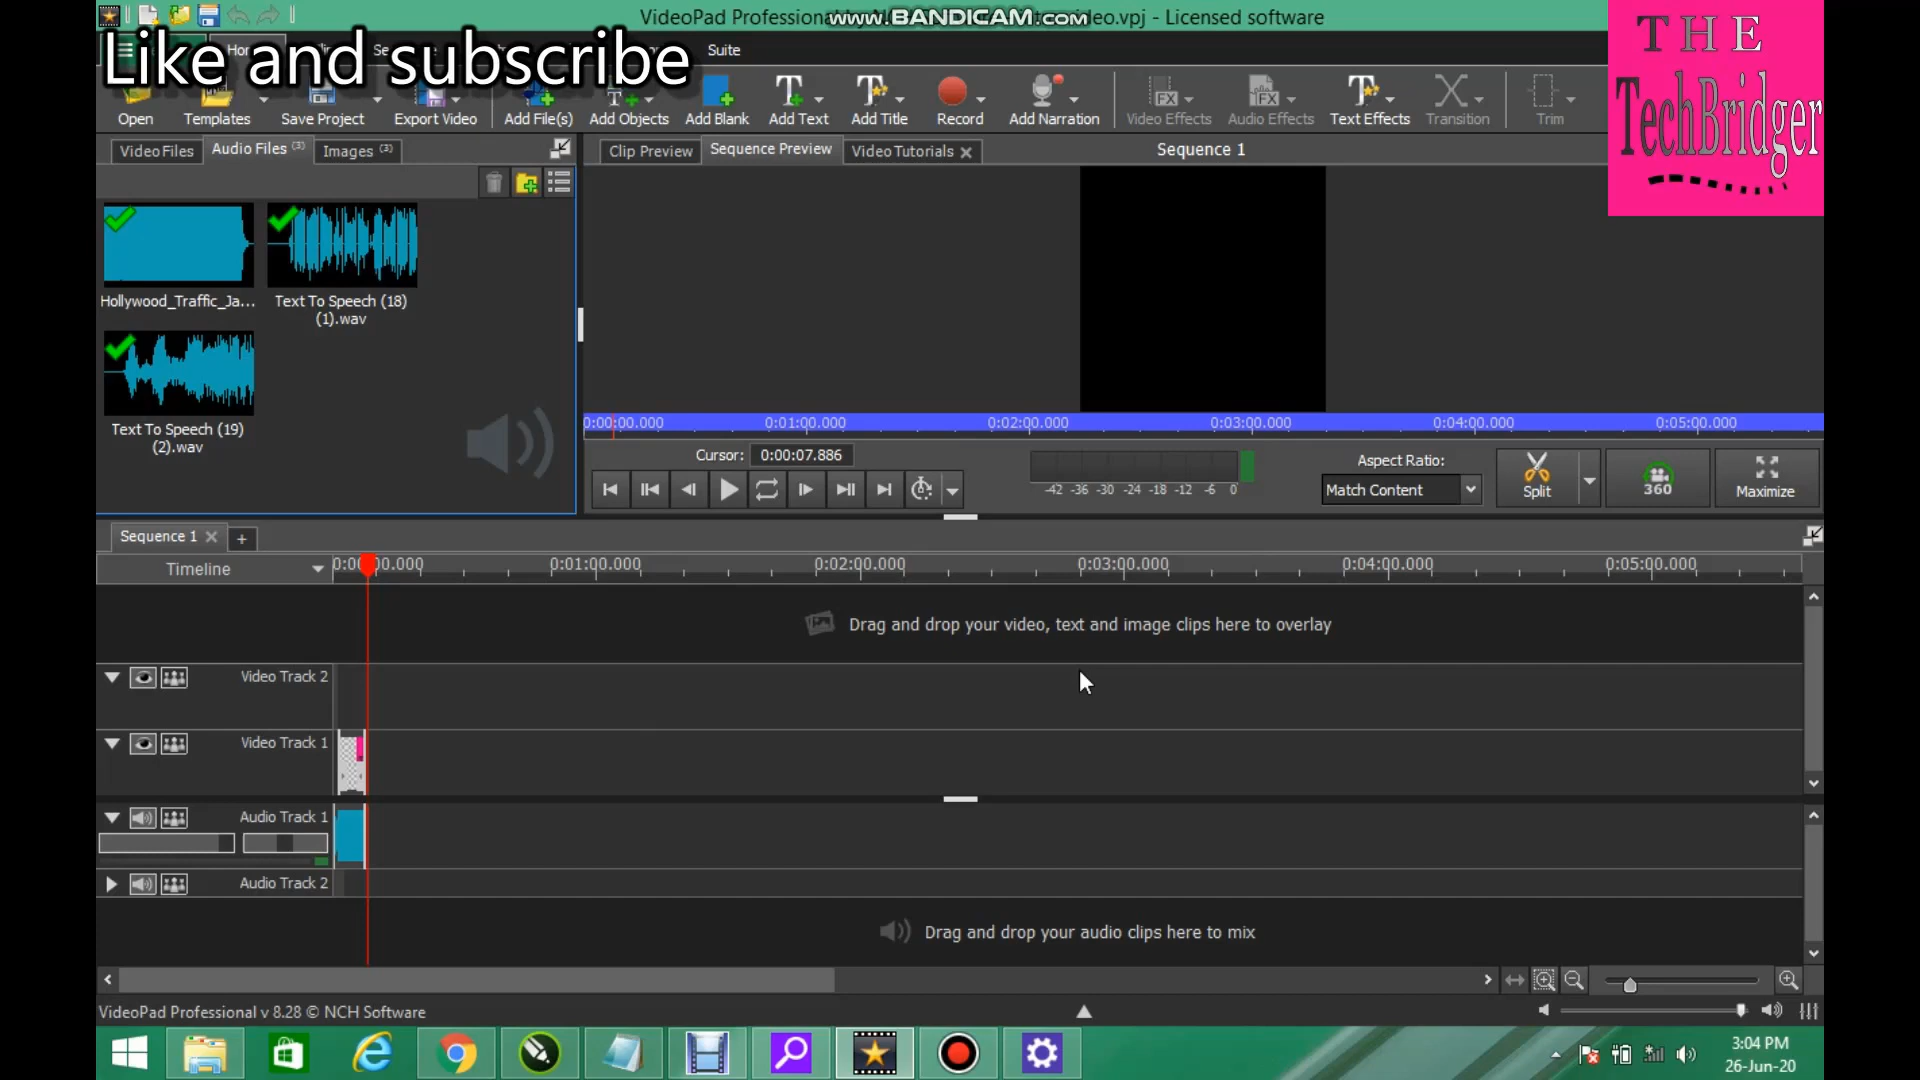 VideoPad Professional by
www.BANDICAM.com
deo.vpj - Licensed software
Like and subscribe
Suite
THE
TechBridger
Open
Templates
Save Project
Export Video
Add File(s)
Add Objects
Add Blank
Add Text
Add Title
Record
Add Narration
Video Effects
Audio Effects
Text Effects
Transition
Trim
Video Files
Audio Files (3)
Images (3)
Clip Preview
Sequence Preview
Video Tutorials
Sequence 1
Hollywood_Traffic_Ja...
Text To Speech (18)
(1).wav
Text To Speech (19)
(2).wav
0:00:00.000
0:01:00.000
0:02:00.000
0:03:00.000
0:04:00.000
0:05:00.000
Cursor:
0:00:07.886
-42 -36 -30 -24 -18 -12 -6 0
Aspect Ratio:
Match Content
Split
360
Maximize
Sequence 1
Timeline
0:01:00.000
0:02:00.000
0:03:00.000
0:04:00.000
0:05:00.000
Drag and drop your video, text and image clips here to overlay
Video Track 2
Video Track 1
Audio Track 1
Audio Track 2
Drag and drop your audio clips here to mix
VideoPad Professional v 8.28 © NCH Software
3:04 PM
26-Jun-20